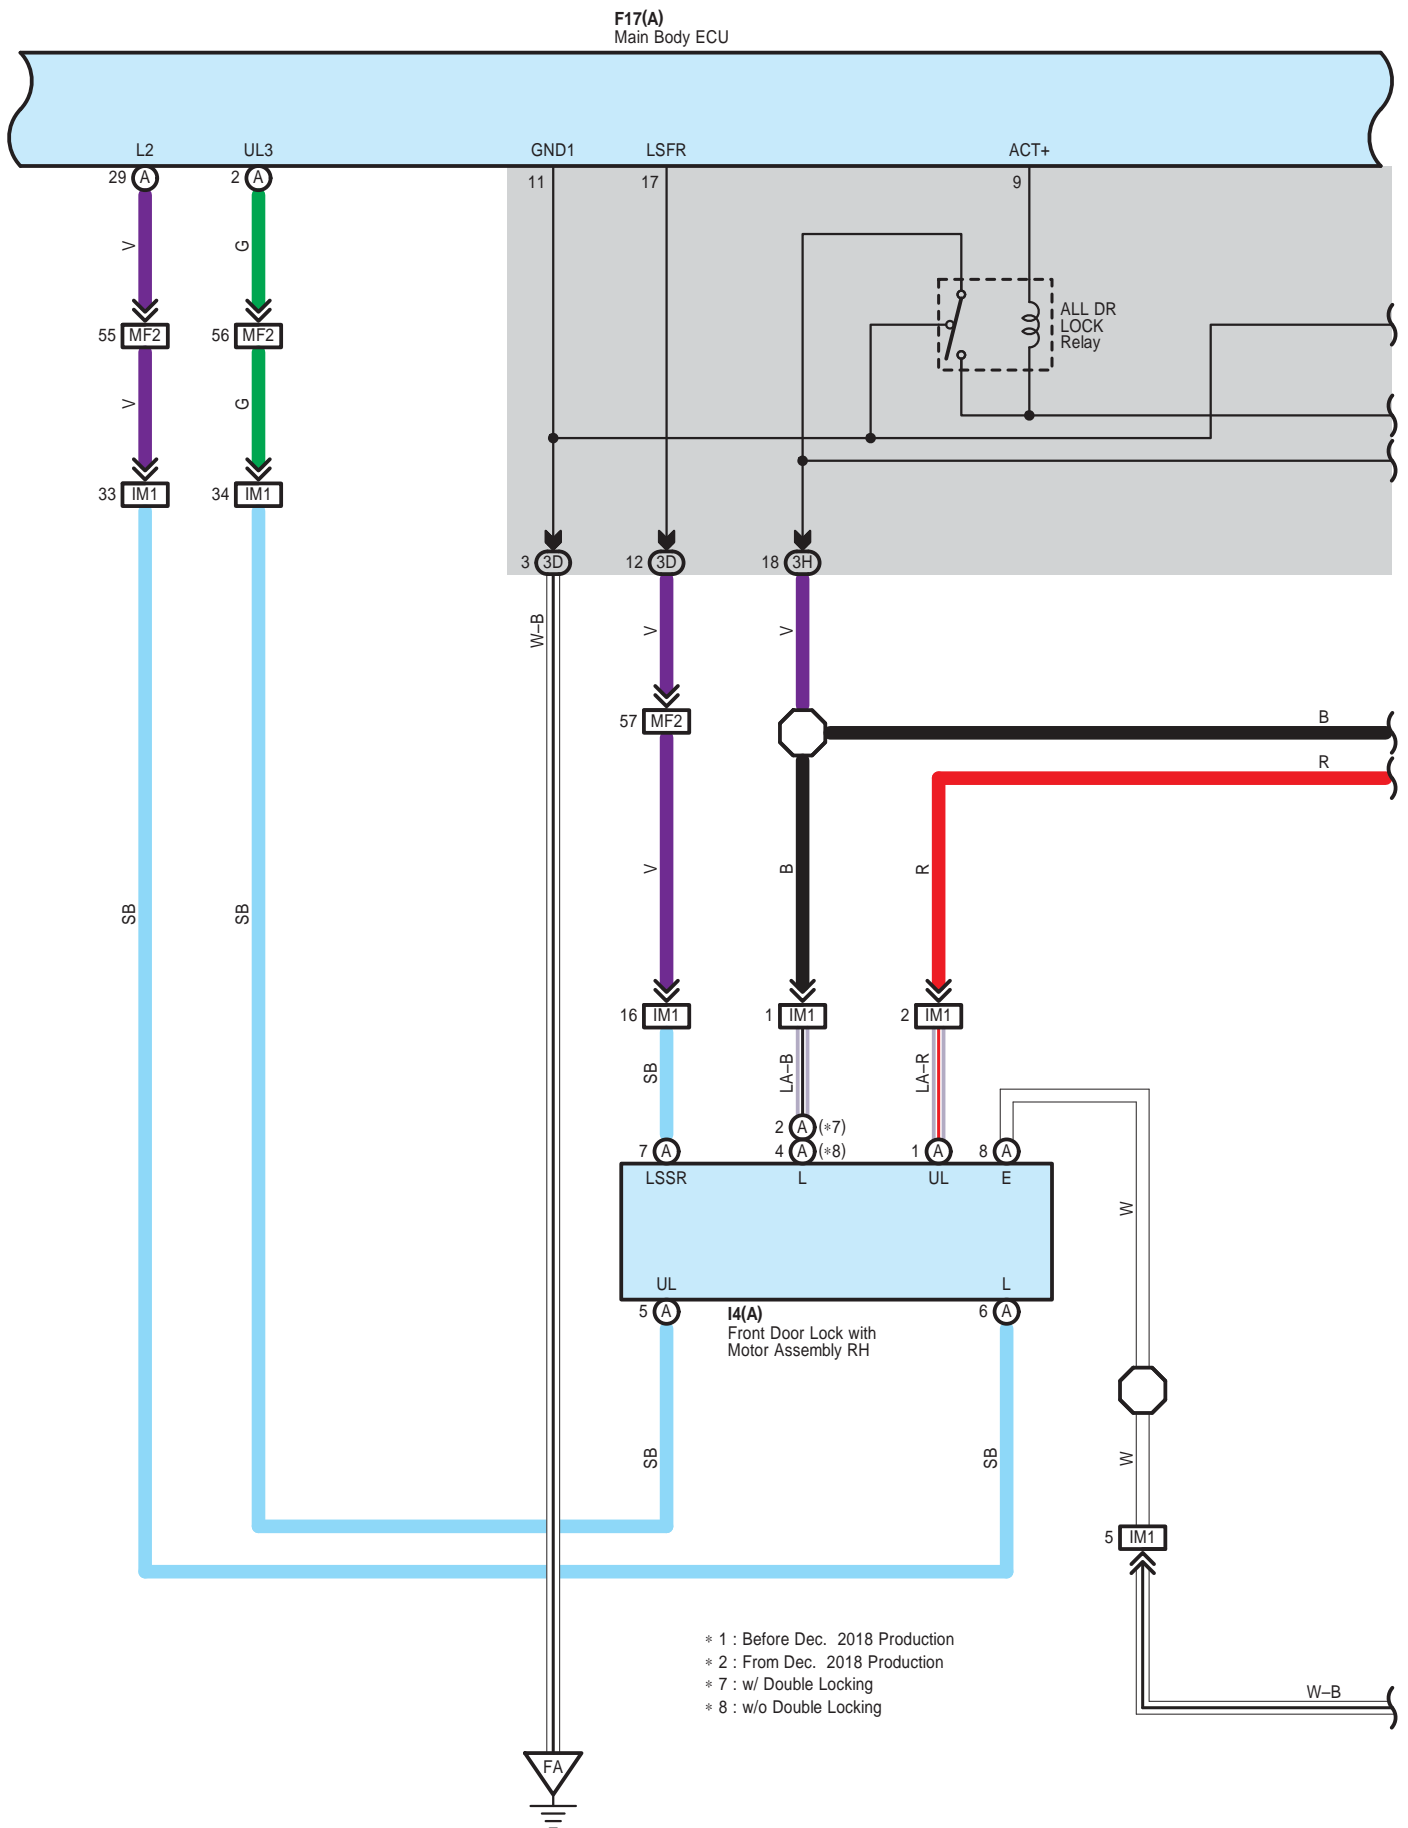 F17(A)
Main Body ECU
L2 UL3 GND1 LSFR ACT+
29 A 2 A 11 17 9
V G
ALL DR
LOCK
Relay
55 MF2 56 MF2
V G
33 IM1 34 IM1
3 3D 12 3D 18 3H
W–B V V
57 MF2
B
R
SB SB V B R
16 IM1 1 IM1 2 IM1
SB LA–B LA–R
2 A (∗7)
7 A 4 A (∗8) 1 A 8 A
LSSR L UL E
W
UL L
5 A 6 A
I4(A)
Front Door Lock with
Motor Assembly RH
SB SB W
5 IM1
∗ 1 : Before Dec. 2018 Production
∗ 2 : From Dec. 2018 Production
∗ 7 : w/ Double Locking
∗ 8 : w/o Double Locking
W–B
FA